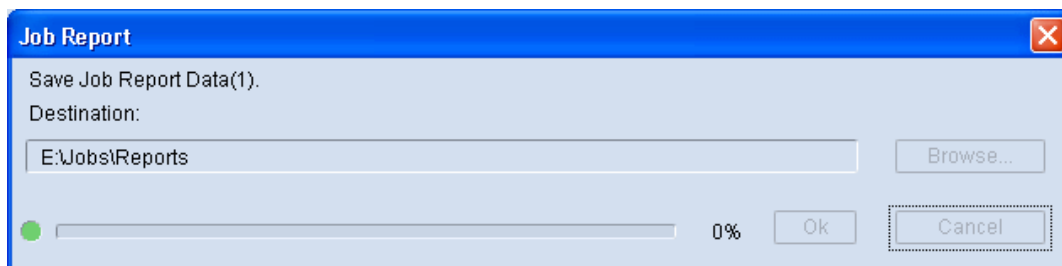 Job Report
Save Job Report Data(1).
Destination:
E:\Jobs\Reports
Browse...
0%
Ok
Cancel